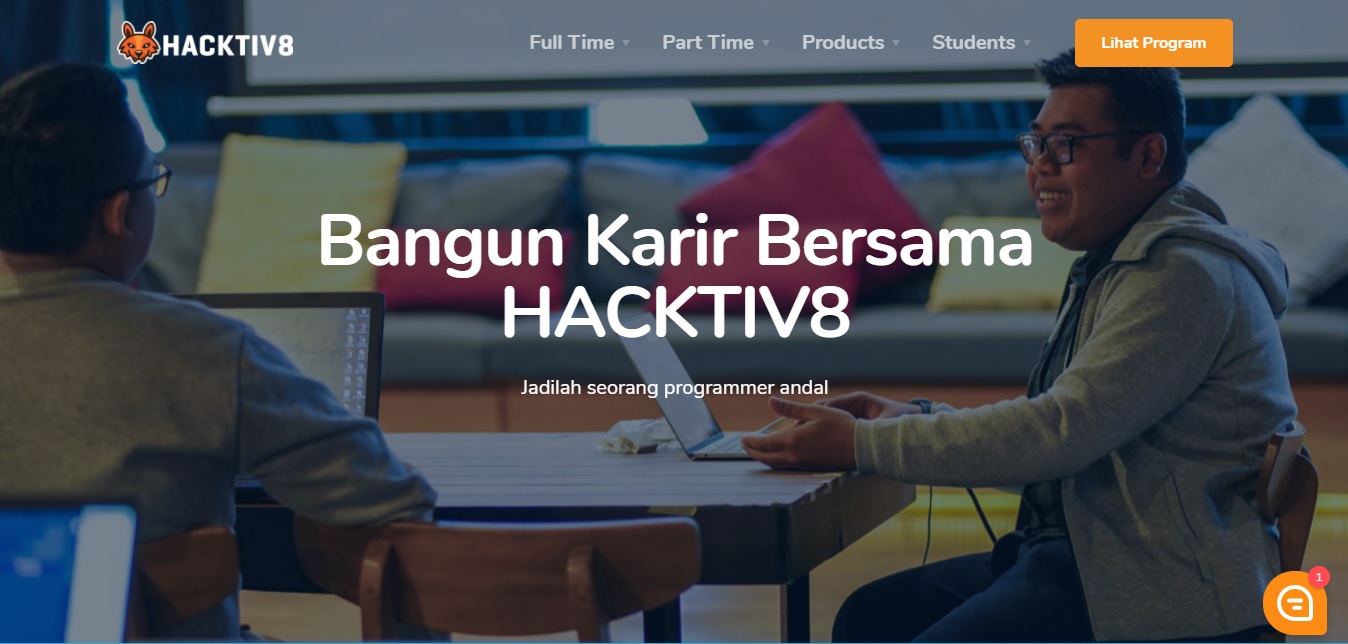 HACKTIV8
Full Time
Part Time
Products
Students
Lihat Program
Bangun Karir Bersama
HACKTIV8
Jadilah seorang programmer andal
1